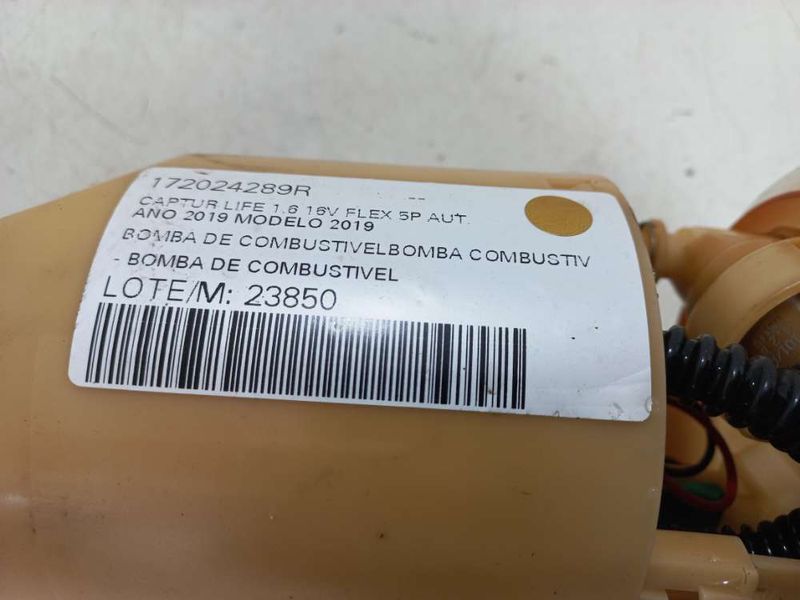 172024289R
CAPTUR LIFE 1.6 16V FLEX 5P AUT.
ANO 2019 MODELO 2019
BOMBA DE COMBUSTIVELBOMBA COMBUSTIV
- BOMBA DE COMBUSTIVEL
LOTE/M: 23850